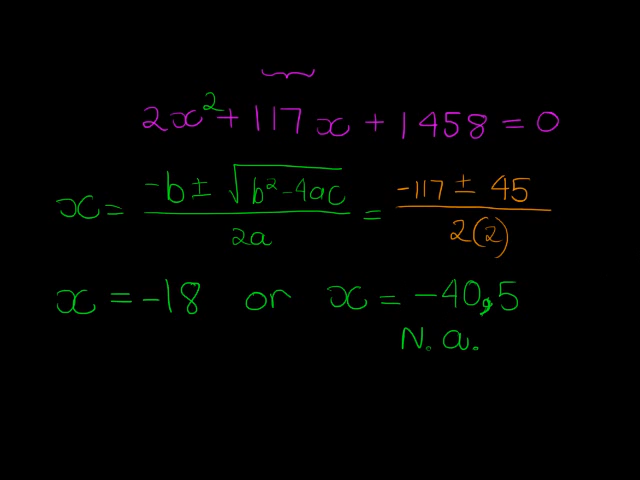 2x² + 117x + 1458 = 0
x = (-b ± √(b² - 4ac)) / 2a = (-117 ± 45) / 2(2)
x = -18 or x = -40,5
N.a.